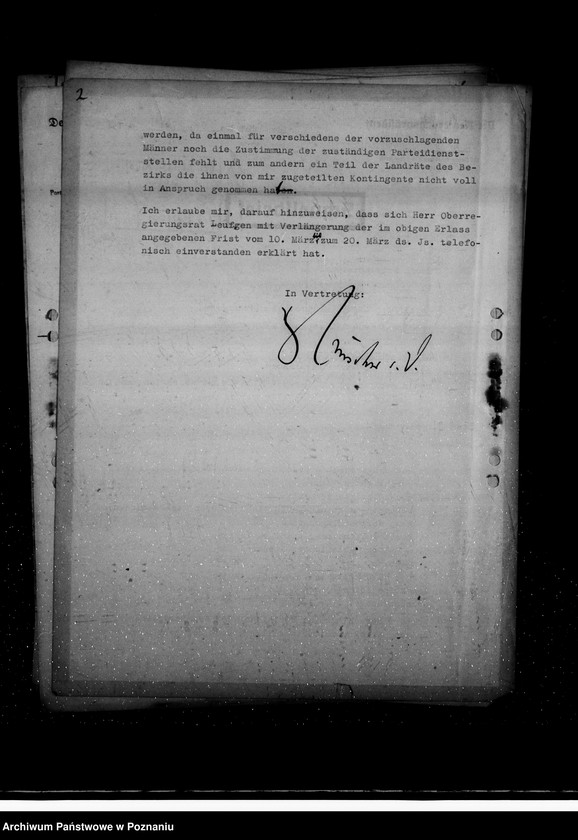 2
De
werden, da einmal für verschiedene der vorzuschlagenden
Männer noch die Zustimmung der zuständigen Parteidienst-
stellen fehlt und zum andern ein Teil der Landräte des Be-
zirks die ihnen von mir zugeteilten Kontingente nicht voll
in Anspruch genommen hat.
Ich erlaube mir, darauf hinzuweisen, dass sich Herr Oberre-
gierungsrat Leufgen mit Verlängerung der im obigen Erlass
angegebenen Frist vom 10. März bis zum 20. März ds. Js. telefo-
nisch einverstanden erklärt hat.
In Vertretung:
Archiwum Państwowe w Poznaniu